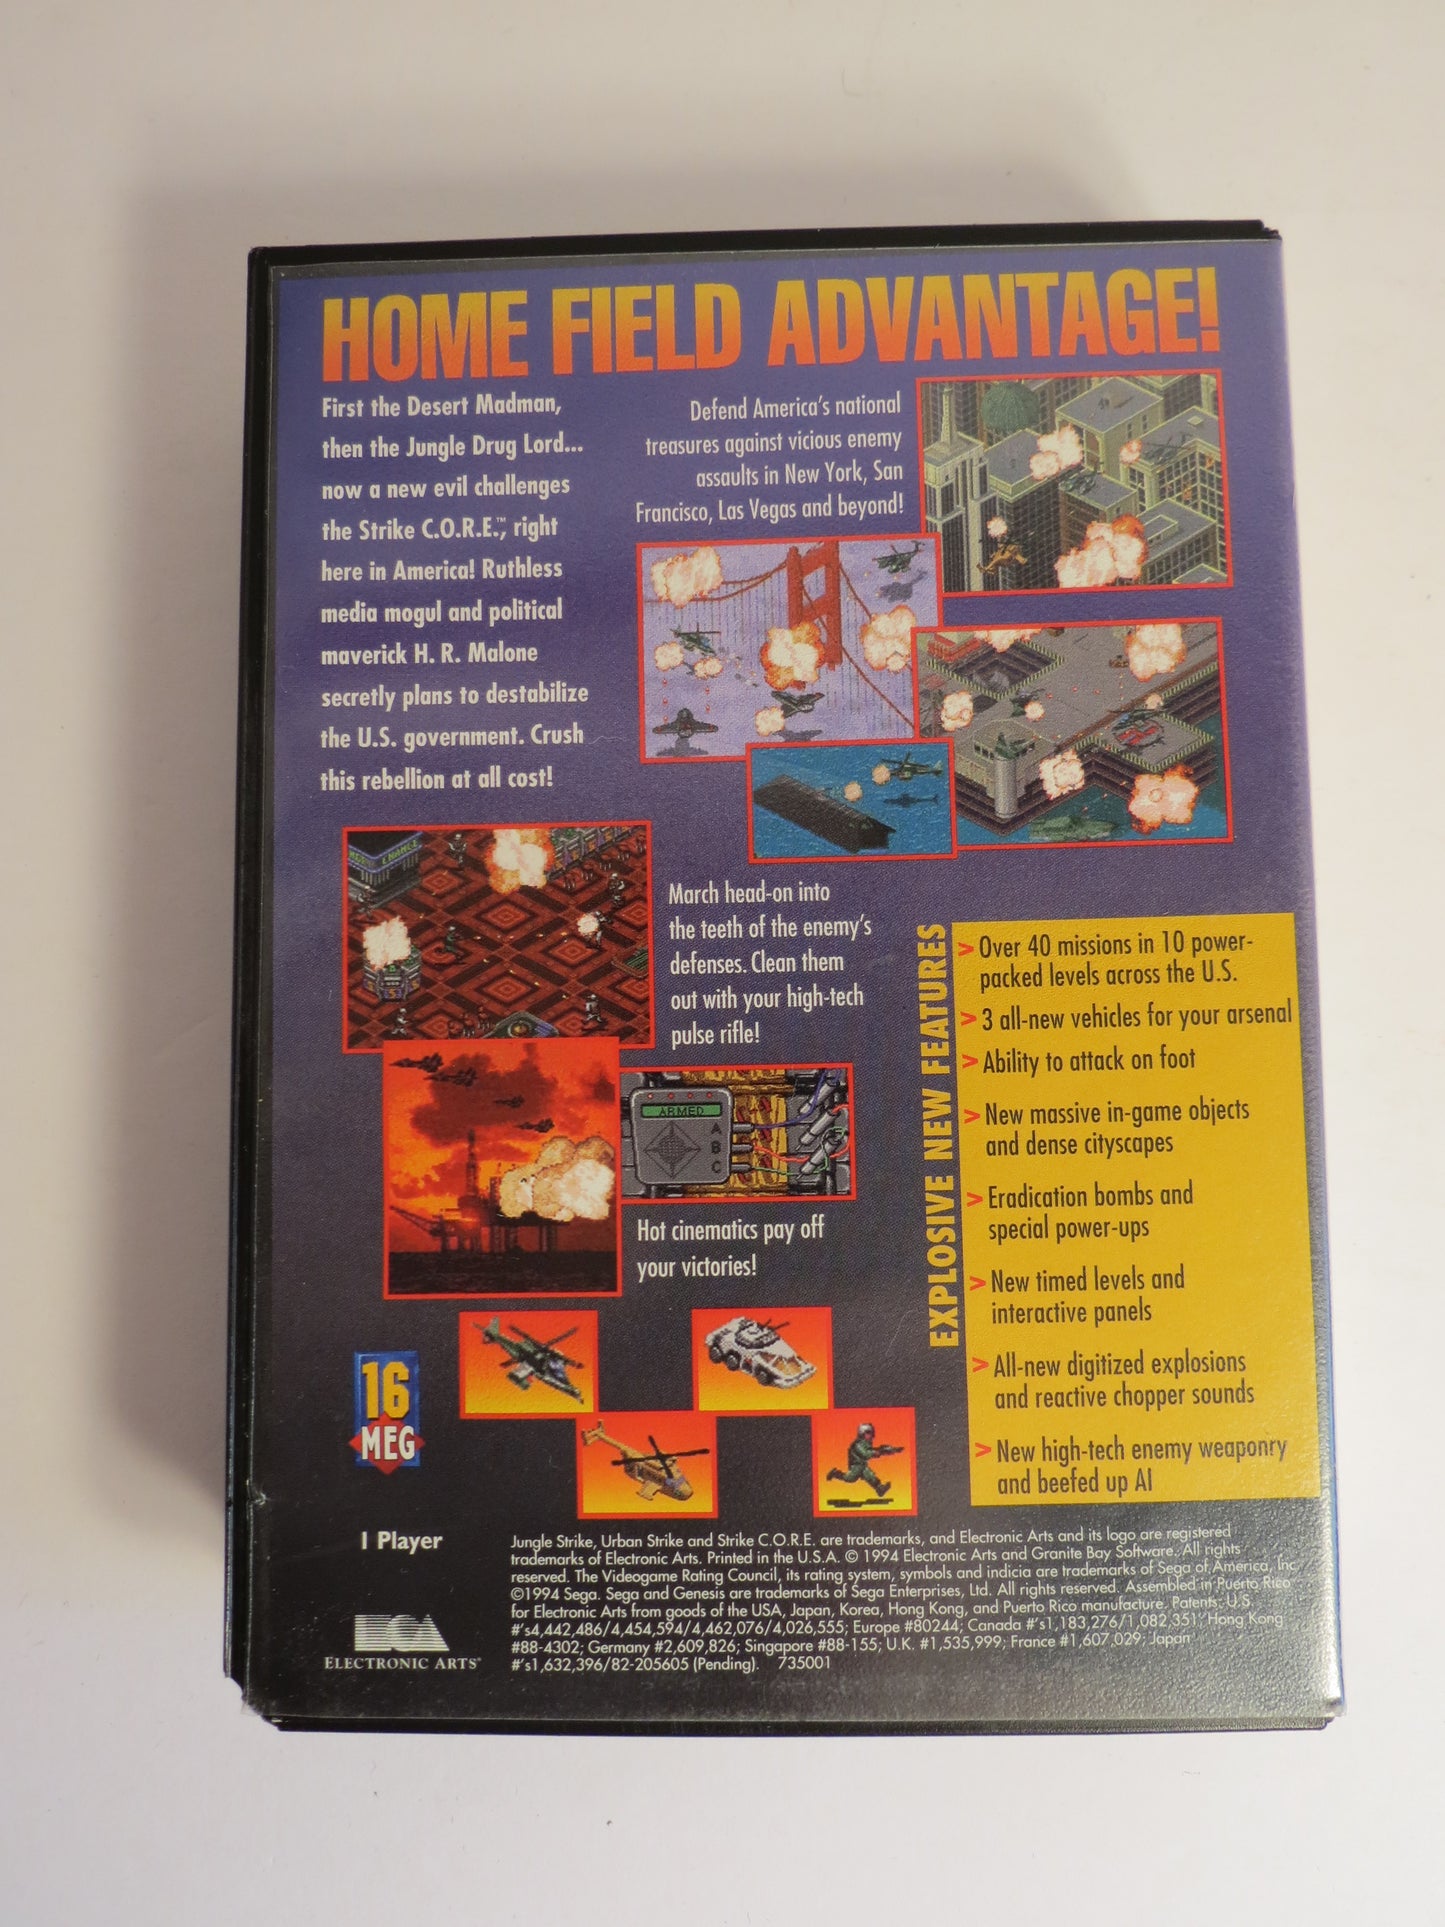 HOME FIELD ADVANTAGE!
First the Desert Madman,
then the Jungle Drug Lord...
now a new evil challenges
the Strike C.O.R.E.™, right
here in America! Ruthless
media mogul and political
maverick H. R. Malone
secretly plans to destabilize
the U.S. government. Crush
this rebellion at all cost!
Defend America's national
treasures against vicious enemy
assaults in New York, San
Francisco, Las Vegas and beyond!
CHANGE
March head-on into
the teeth of the enemy's
defenses. Clean them
out with your high-tech
pulse rifle!
ARMED
A
B
C
Hot cinematics pay off
your victories!
EXPLOSIVE NEW FEATURES
> Over 40 missions in 10 power-
packed levels across the U.S.
> 3 all-new vehicles for your arsenal
> Ability to attack on foot
> New massive in-game objects
and dense cityscapes
> Eradication bombs and
special power-ups
> New timed levels and
interactive panels
> All-new digitized explosions
and reactive chopper sounds
> New high-tech enemy weaponry
and beefed up AI
16
MEG
1 Player
EA
ELECTRONIC ARTS®
Jungle Strike, Urban Strike and Strike C.O.R.E. are trademarks, and Electronic Arts and its logo are registered
trademarks of Electronic Arts. Printed in the U.S.A. © 1994 Electronic Arts and Granite Bay Software. All rights
reserved. The Videogame Rating Council, its rating system, symbols and indicia are trademarks of Sega of America, Inc
©1994 Sega. Sega and Genesis are trademarks of Sega Enterprises, Ltd. All rights reserved. Assembled in Puerto Rico
for Electronic Arts from goods of the USA, Japan, Korea, Hong Kong, and Puerto Rico manufacture. Patents: U.S.
#'s4,442,486/4,454,594/4,462,076/4,026,555; Europe #80244; Canada #'s1,183,276/1,082,351; Hong Kong
#88-4302; Germany #2,609,826; Singapore #88-155; U.K. #1,535,999; France #1,607,029; Japan
#'s1,632,396/82-205605 (Pending). 735001